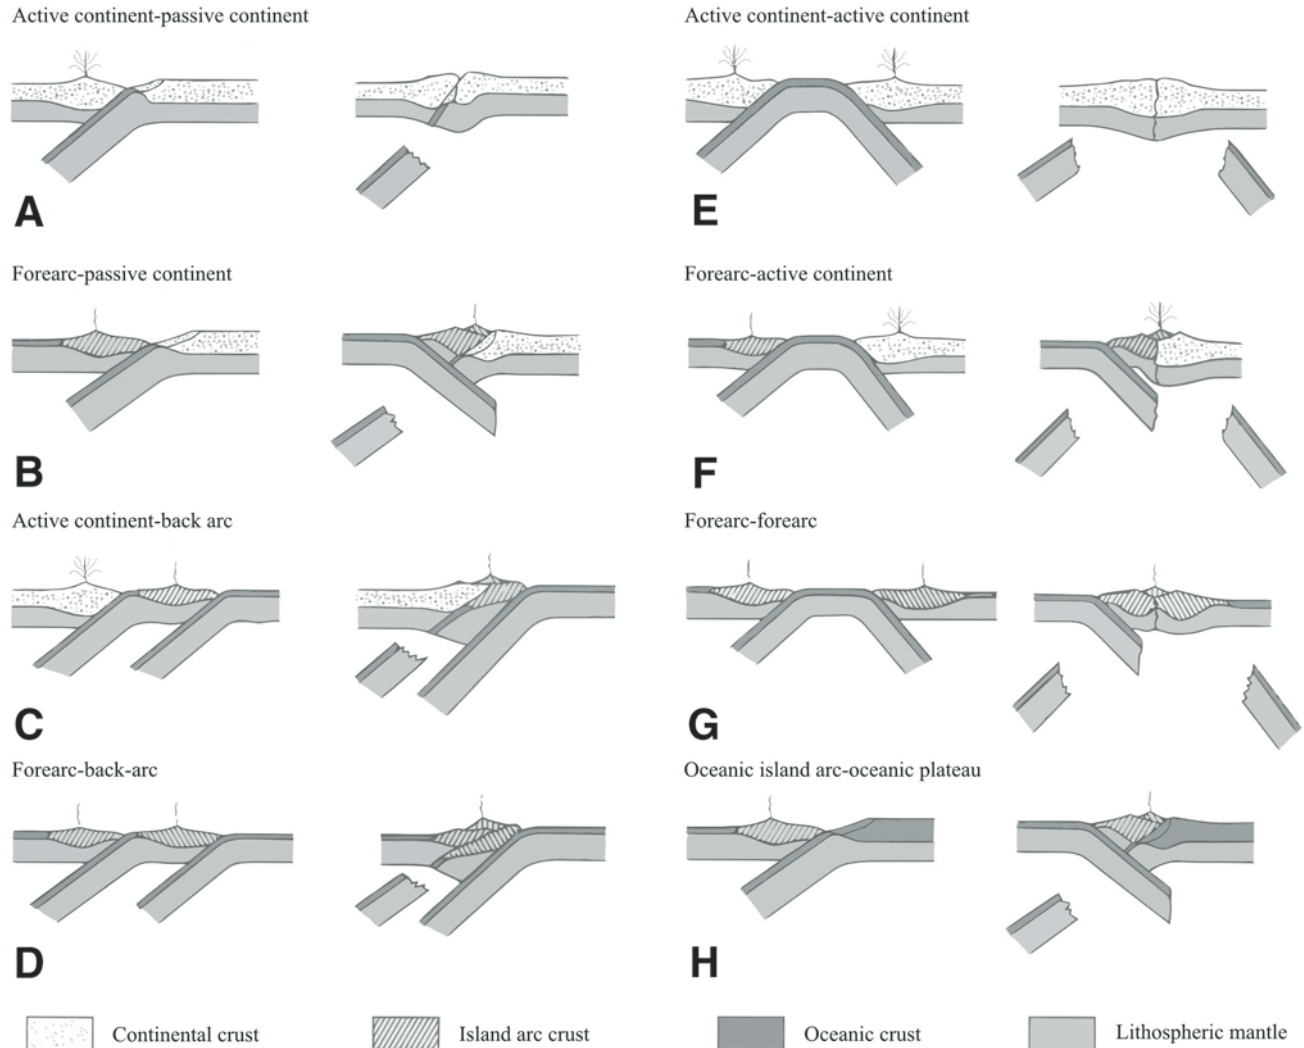 Active continent-passive continent
A
Forearc-passive continent
B
Active continent-back arc
C
Forearc-back-arc
D
Active continent-active continent
E
Forearc-active continent
F
Forearc-forearc
G
Oceanic island arc-oceanic plateau
H
Continental crust
Island arc crust
Oceanic crust
Lithospheric mantle